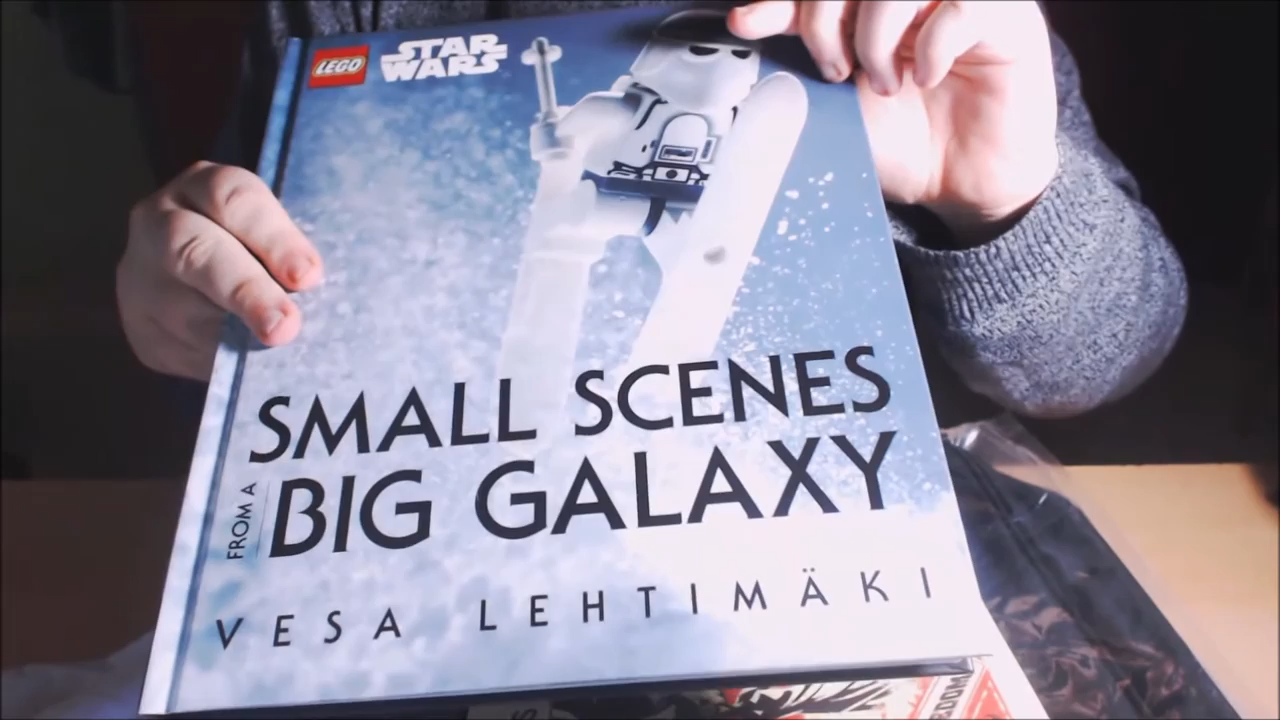 LEGO
STAR
WARS
SMALL SCENES
FROM A
BIG GALAXY
VESA LEHTIMÄKI